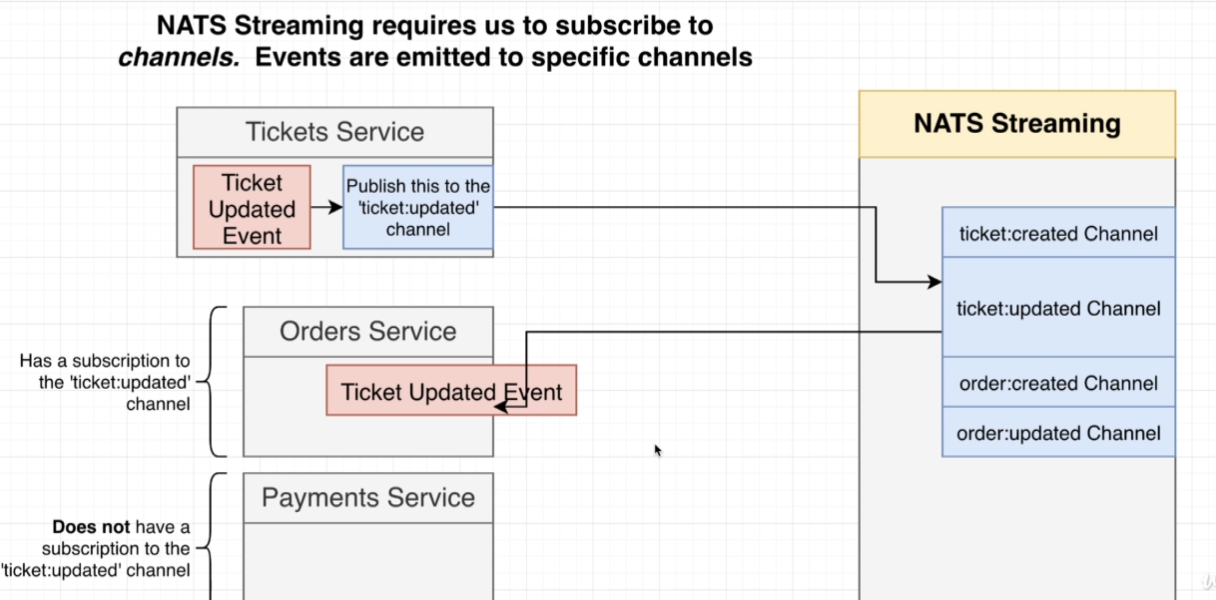 NATS Streaming requires us to subscribe to
channels. Events are emitted to specific channels
Tickets Service
Ticket
Updated
Event
Publish this to the
'ticket:updated'
channel
NATS Streaming
ticket:created Channel
ticket:updated Channel
order:created Channel
order:updated Channel
Has a subscription to
the 'ticket:updated'
channel
Orders Service
Ticket Updated Event
Does not have a
subscription to the
'ticket:updated' channel
Payments Service